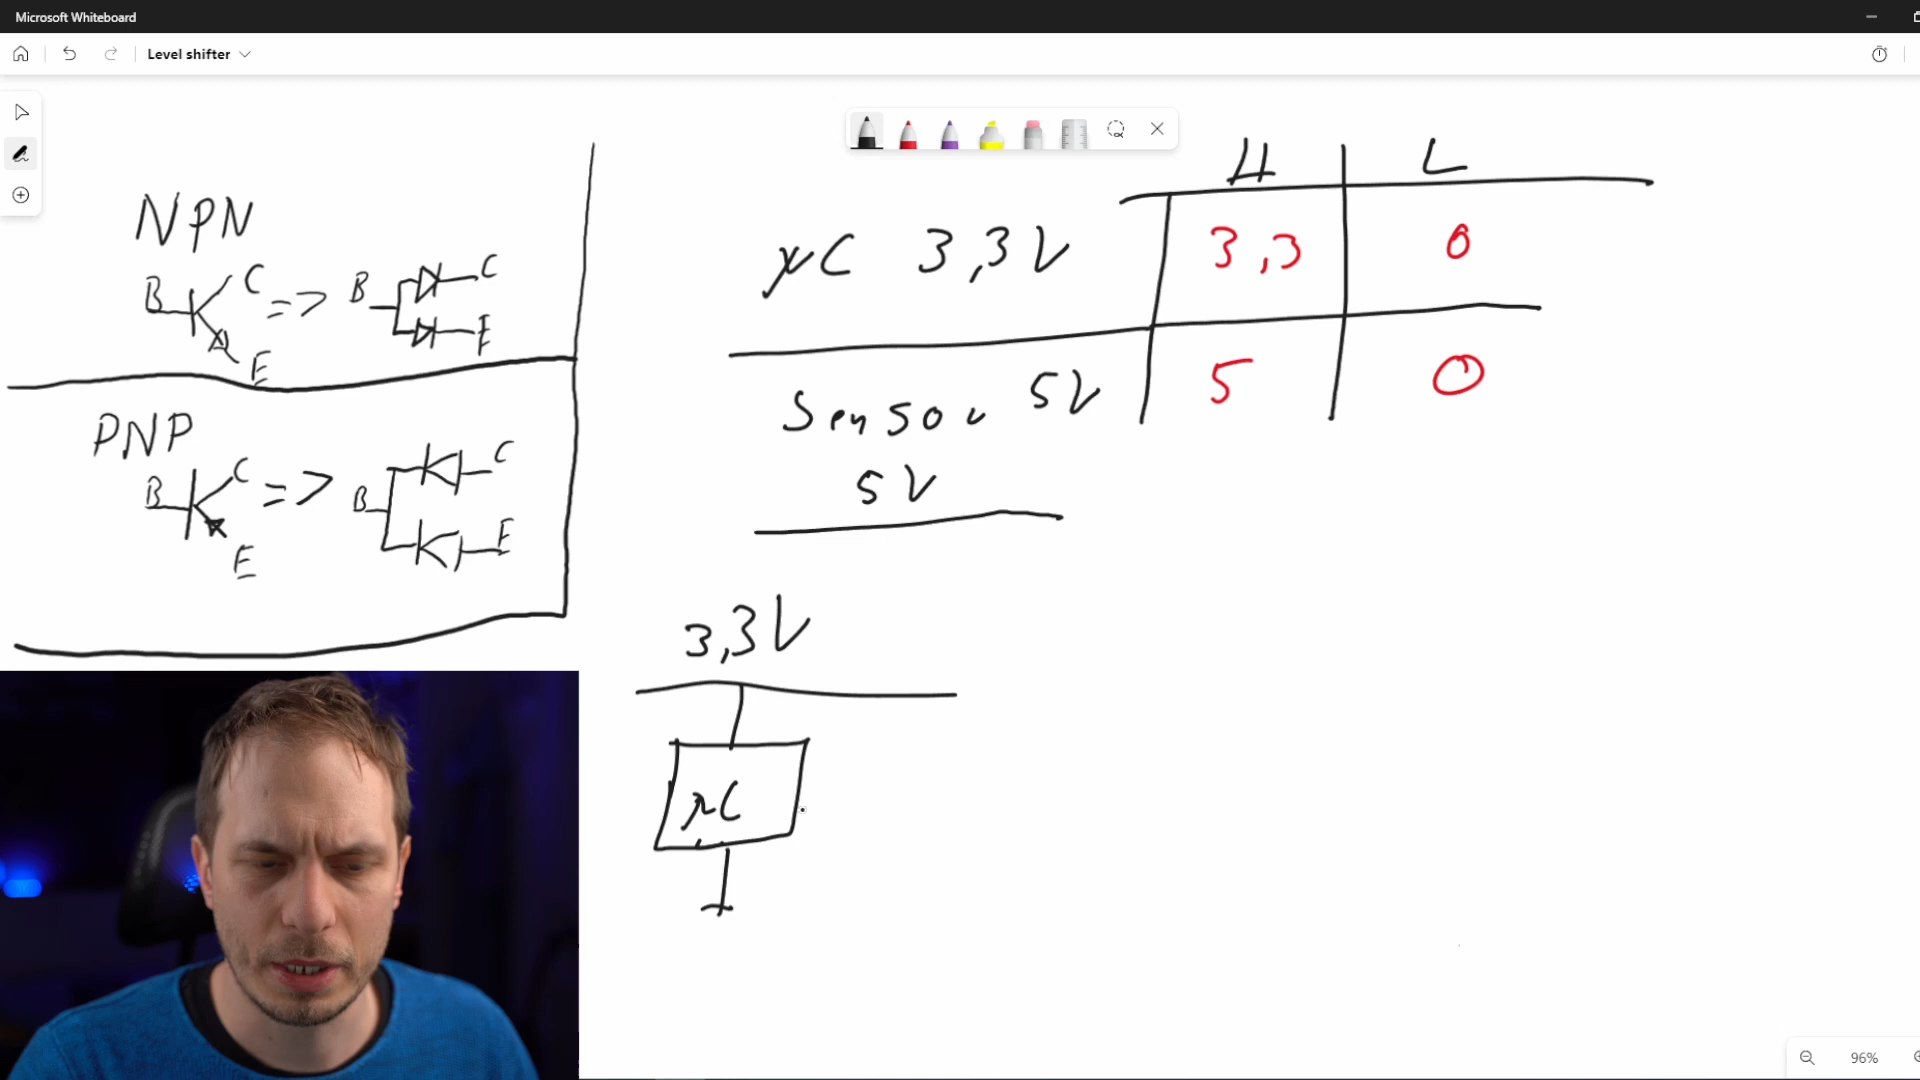 Microsoft Whiteboard
Level shifter
NPN
B C E => B C E
PNP
B C E => B C E
H L
μC 3,3V 3,3 0
Sensor 5V 5 0
5V
3,3V
μC
96%